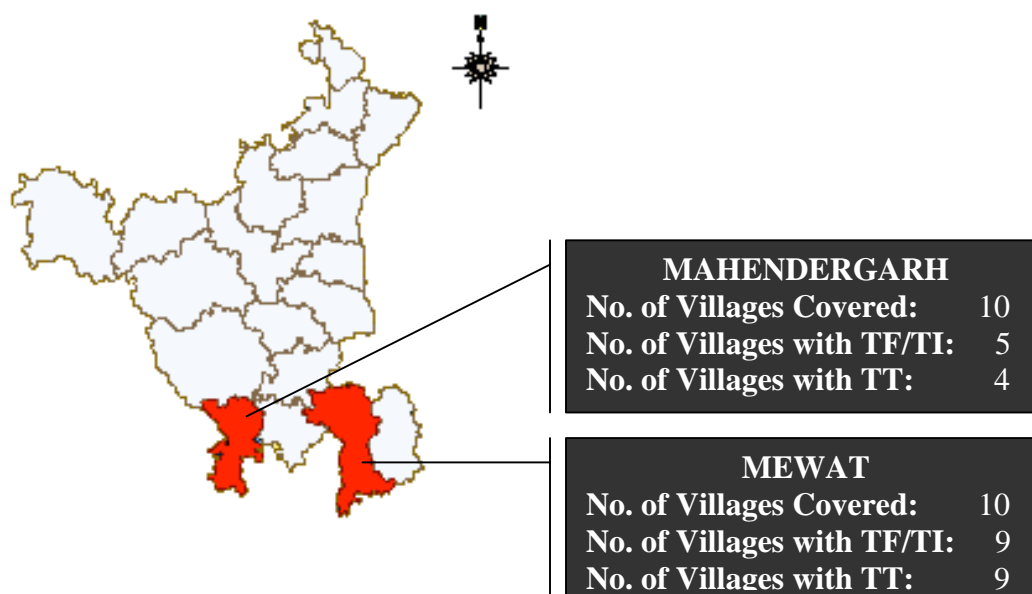 N
MAHENDERGARH
No. of Villages Covered: 10
No. of Villages with TF/TI: 5
No. of Villages with TT: 4
MEWAT
No. of Villages Covered: 10
No. of Villages with TF/TI: 9
No. of Villages with TT: 9